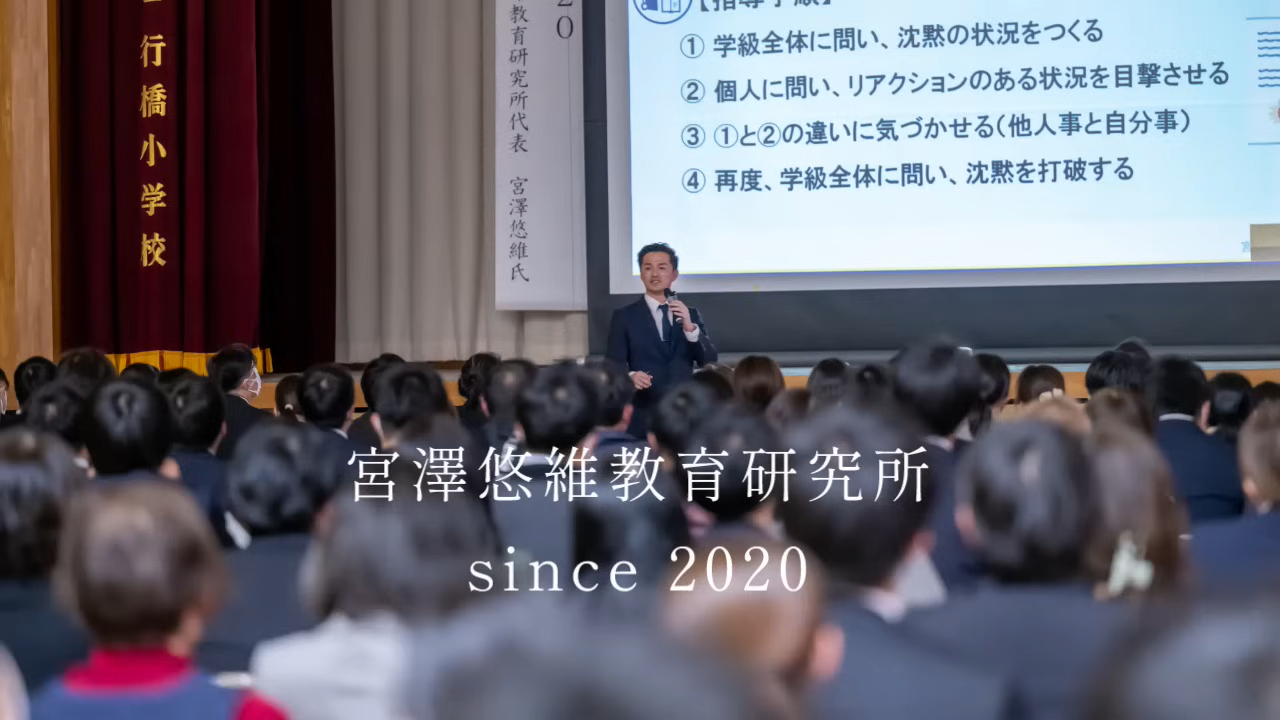 行橋小学校
20
教育研究所代表 宮澤悠維氏
【指導手順】
① 学級全体に問い、沈黙の状況をつくる
② 個人に問い、リアクションのある状況を目撃させる
③ ①と②の違いに気づかせる(他人事と自分事)
④ 再度、学級全体に問い、沈黙を打破する
宮澤悠維教育研究所
since 2020